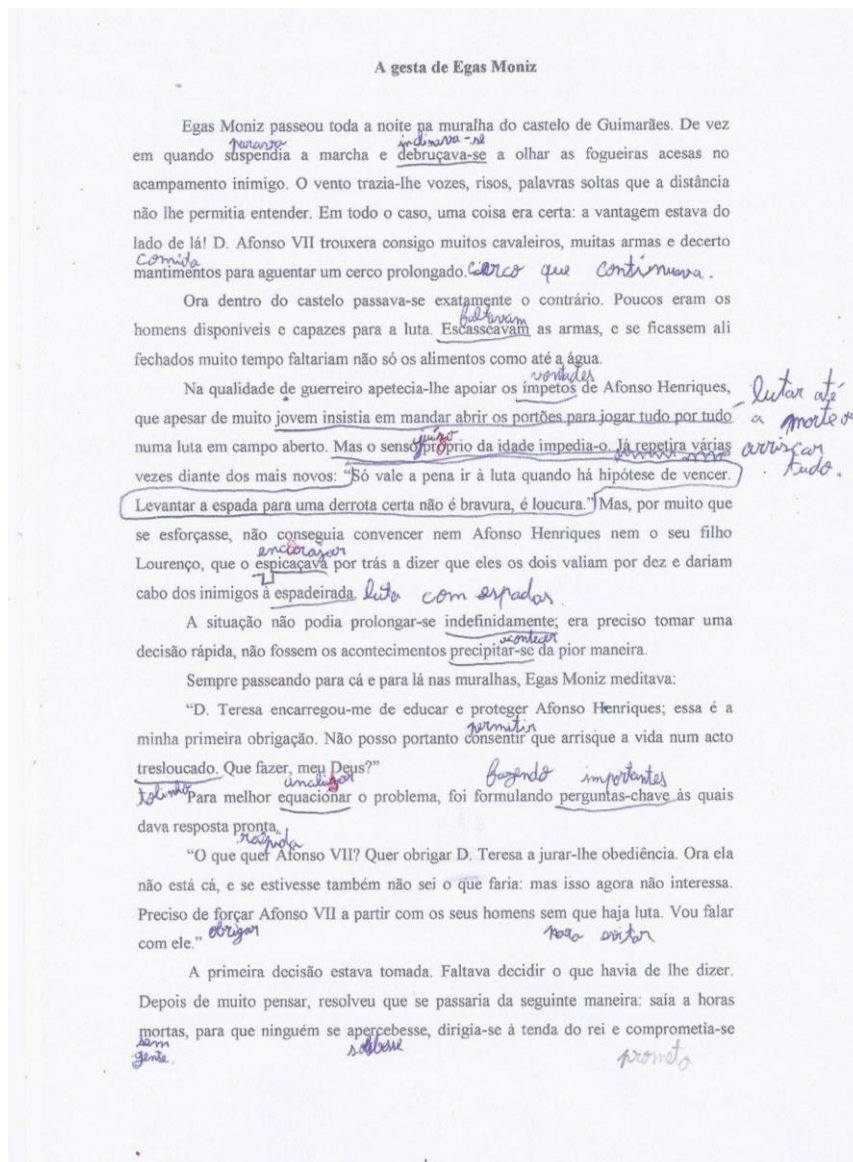 A gesta de Egas Moniz
Egas Moniz passeou toda a noite na muralha do castelo de Guimarães. De vez
parava inclinava-se
em quando suspendia a marcha e debruçava-se a olhar as fogueiras acesas no
acampamento inimigo. O vento trazia-lhe vozes, risos, palavras soltas que a distância
não lhe permitia entender. Em todo o caso, uma coisa era certa: a vantagem estava do
lado de lá! D. Afonso VII trouxera consigo muitos cavaleiros, muitas armas e decerto
comida
mantimentos para aguentar um cerco prolongado. cerco que continuava.
Ora dentro do castelo passava-se exatamente o contrário. Poucos eram os
faltavam
homens disponíveis e capazes para a luta. Escasseavam as armas, e se ficassem ali
fechados muito tempo faltariam não só os alimentos como até a água.
vontades
Na qualidade de guerreiro apetecia-lhe apoiar os ímpetos de Afonso Henriques, lutar até
que apesar de muito jovem insistia em mandar abrir os portões para jogar tudo por tudo a morte
juízo
numa luta em campo aberto. Mas o senso próprio da idade impedia-o. Já repetira várias arriscar
vezes diante dos mais novos: "Só vale a pena ir à luta quando há hipótese de vencer. tudo.
Levantar a espada para uma derrota certa não é bravura, é loucura." Mas, por muito que
se esforçasse, não conseguia convencer nem Afonso Henriques nem o seu filho
encorajar
Lourenço, que o espicaçava por trás a dizer que eles os dois valiam por dez e dariam
cabo dos inimigos à espadeirada. luta com espadas.
A situação não podia prolongar-se indefinidamente; era preciso tomar uma
acontecer
decisão rápida, não fossem os acontecimentos precipitar-se da pior maneira.
Sempre passeando para cá e para lá nas muralhas, Egas Moniz meditava:
"D. Teresa encarregou-me de educar e proteger Afonso Henriques; essa é a
permitir
minha primeira obrigação. Não posso portanto consentir que arrisque a vida num acto
tresloucado. Que fazer, meu Deus?"
tolinho analisar fazendo importantes
Para melhor equacionar o problema, foi formulando perguntas-chave às quais
dava resposta pronta.
rápida
"O que quer Afonso VII? Quer obrigar D. Teresa a jurar-lhe obediência. Ora ela
não está cá, e se estivesse também não sei o que faria: mas isso agora não interessa.
Preciso de forçar Afonso VII a partir com os seus homens sem que haja luta. Vou falar
com ele." obrigar para evitar
A primeira decisão estava tomada. Faltava decidir o que havia de lhe dizer.
Depois de muito pensar, resolveu que se passaria da seguinte maneira: saía a horas
mortas, para que ninguém se apercebesse, dirigia-se à tenda do rei e comprometia-se
sem
gente. prometo